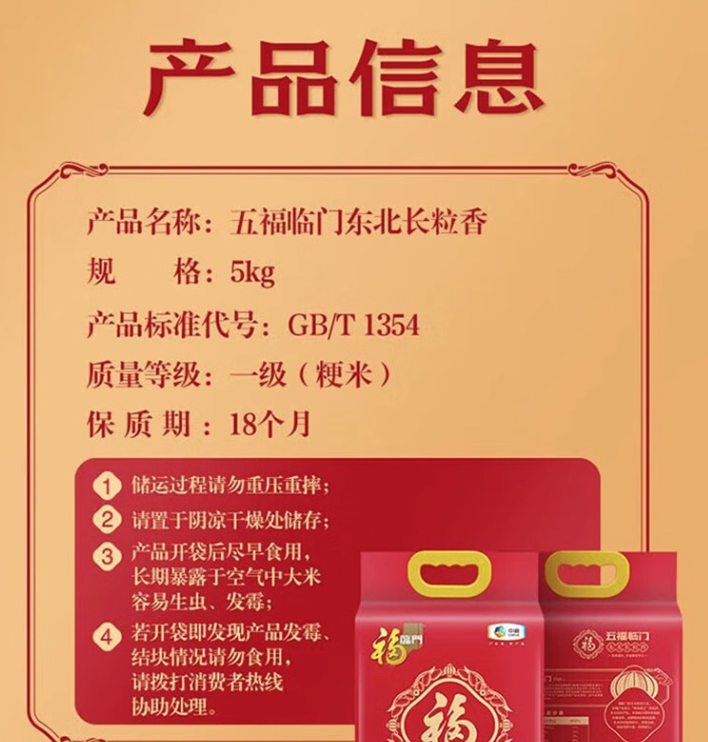 产品信息
产品名称：五福临门东北长粒香
规　　格：5kg
产品标准代号：GB/T 1354
质量等级：一级（粳米）
保 质 期 ：18个月
1 储运过程请勿重压重摔；
2 请置于阴凉干燥处储存；
3 产品开袋后尽早食用，
长期暴露于空气中大米
容易生虫、发霉；
4 若开袋即发现产品发霉、
结块情况请勿食用，
请拨打消费者热线
协助处理。
福临門
中粮
福
福
五福临门